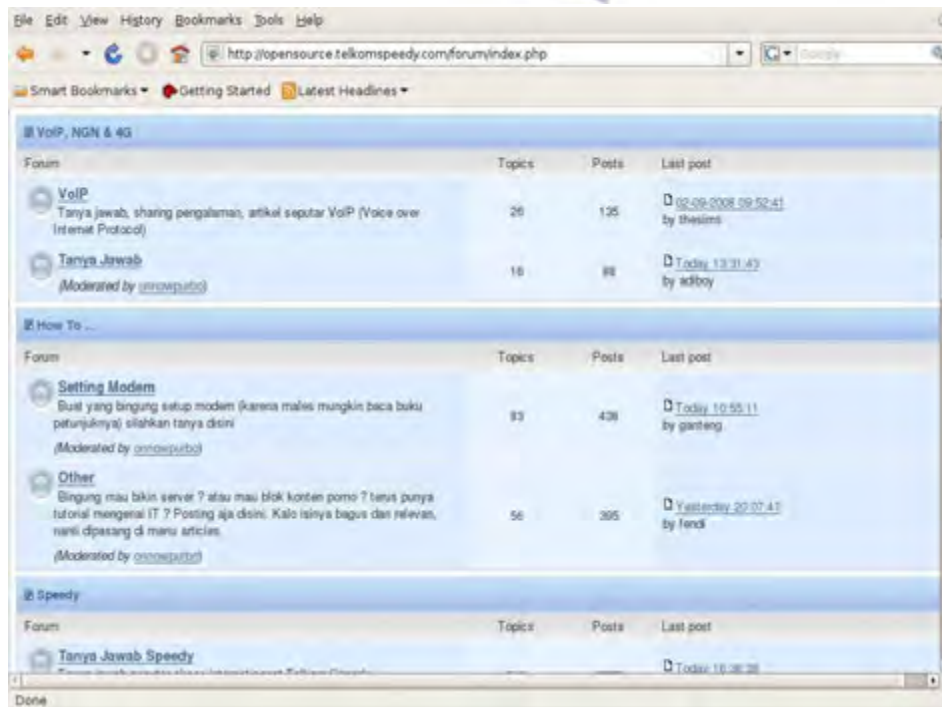 File Edit View History Bookmarks Tools Help
http://opensource.telkomspeedy.com/forum/index.php
Smart Bookmarks Getting Started Latest Headlines
VoIP, NGN & 4G
Forum Topics Posts Last post
VoIP
Tanya jawab, sharing pengalaman, artikel seputar VoIP (Voice over
Internet Protocol)
26 135
02-09-2008 09:52:41
by thesims
Tanya Jawab
(Moderated by onnowpurbo)
16 88
Today 13:31:43
by adiboy
How To ...
Forum Topics Posts Last post
Setting Modem
Buat yang bingung setup modem (karena males mungkin baca buku
petunjuknya) silahkan tanya disini
(Moderated by onnowpurbo)
83 436
Today 10:55:11
by ganteng
Other
Bingung mau bikin server ? atau mau blok konten porno ? terus punya
tutorial mengenai IT ? Posting aja disini. Kalo isinya bagus dan relevan,
nanti dipasang di menu articles.
(Moderated by onnowpurbo)
56 395
Yesterday 20:07:41
by fendi
Speedy
Forum Topics Posts Last post
Tanya Jawab Speedy
Today 16:36:38
Done